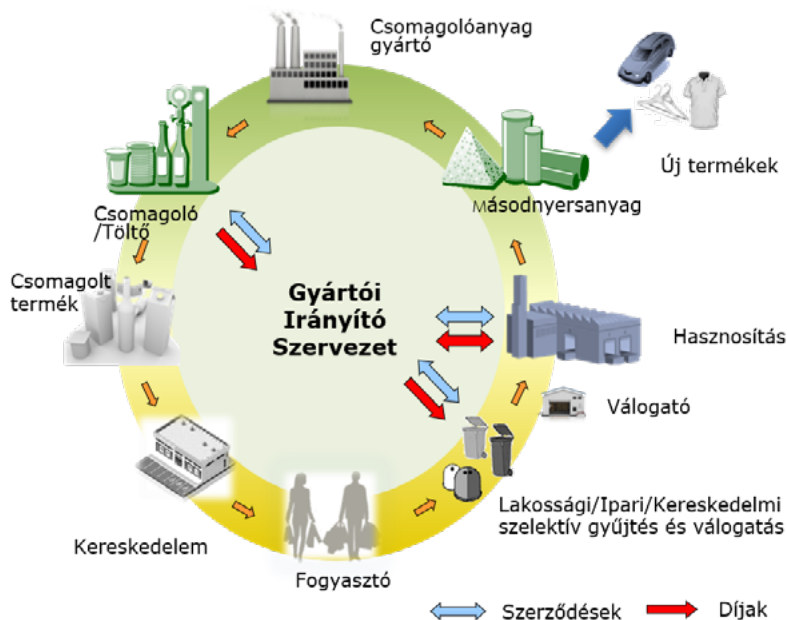 Csomagolóanyag
gyártó
Új termékek
Másodnyersanyag
Csomagoló
/Töltő
Csomagolt
termék
Gyártói
Irányító
Szervezet
Hasznosítás
Válogató
Lakossági/Ipari/Kereskedelmi
szelektív gyűjtés és válogatás
Kereskedelem
Fogyasztó
Szerződések
Díjak